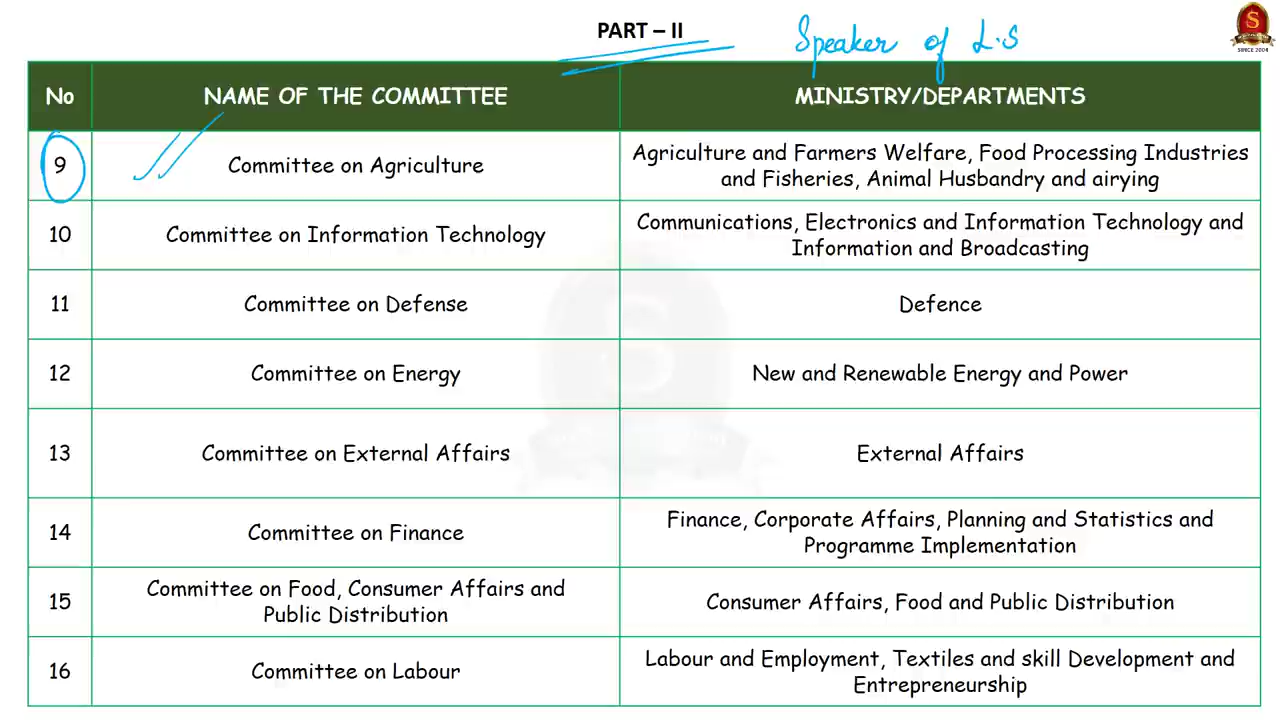 PART – II
Speaker of L.S
S
SINCE 2004
No
NAME OF THE COMMITTEE
MINISTRY/DEPARTMENTS
9
Committee on Agriculture
Agriculture and Farmers Welfare, Food Processing Industries
and Fisheries, Animal Husbandry and airying
10
Committee on Information Technology
Communications, Electronics and Information Technology and
Information and Broadcasting
11
Committee on Defense
Defence
12
Committee on Energy
New and Renewable Energy and Power
13
Committee on External Affairs
External Affairs
14
Committee on Finance
Finance, Corporate Affairs, Planning and Statistics and
Programme Implementation
15
Committee on Food, Consumer Affairs and
Public Distribution
Consumer Affairs, Food and Public Distribution
16
Committee on Labour
Labour and Employment, Textiles and skill Development and
Entrepreneurship